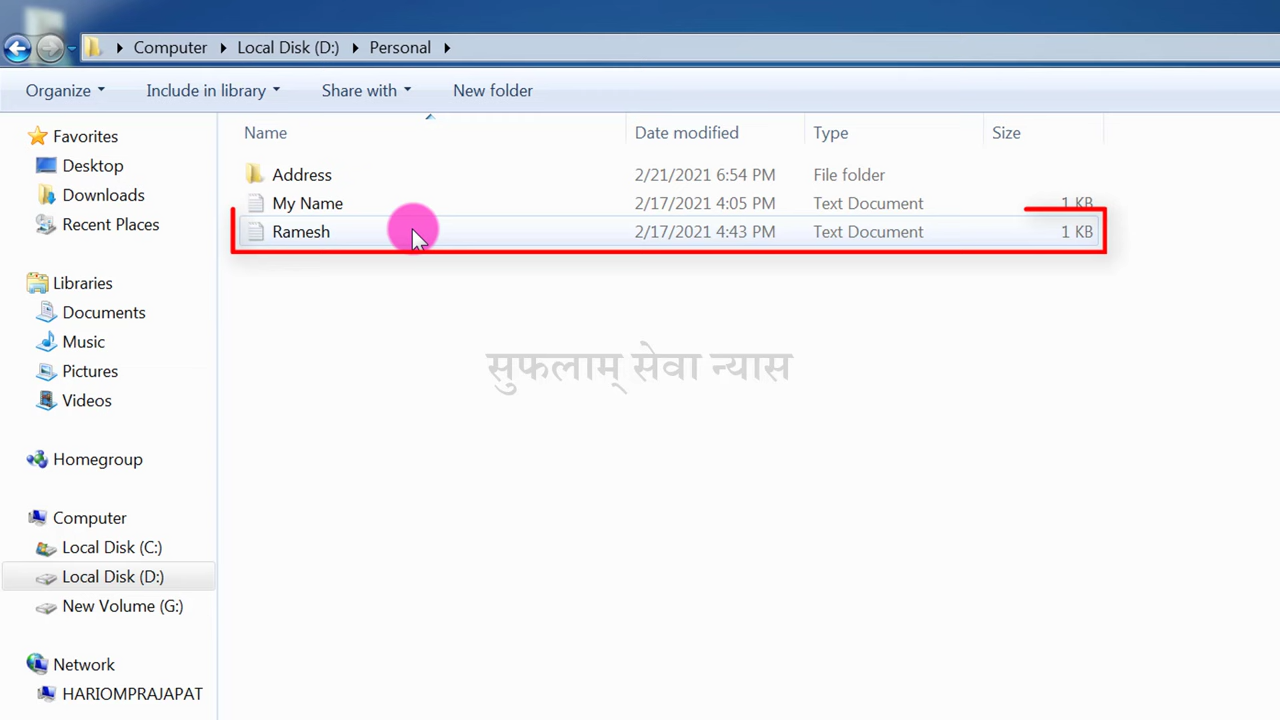 Computer Local Disk (D:) Personal
Organize Include in library Share with New folder
Name Date modified Type Size
Address 2/21/2021 6:54 PM File folder
My Name 2/17/2021 4:05 PM Text Document 1 KB
Ramesh 2/17/2021 4:43 PM Text Document 1 KB
Favorites
Desktop
Downloads
Recent Places
Libraries
Documents
Music
Pictures
Videos
Homegroup
Computer
Local Disk (C:)
Local Disk (D:)
New Volume (G:)
Network
HARIOMPRAJAPAT
सुफलाम् सेवा न्यास